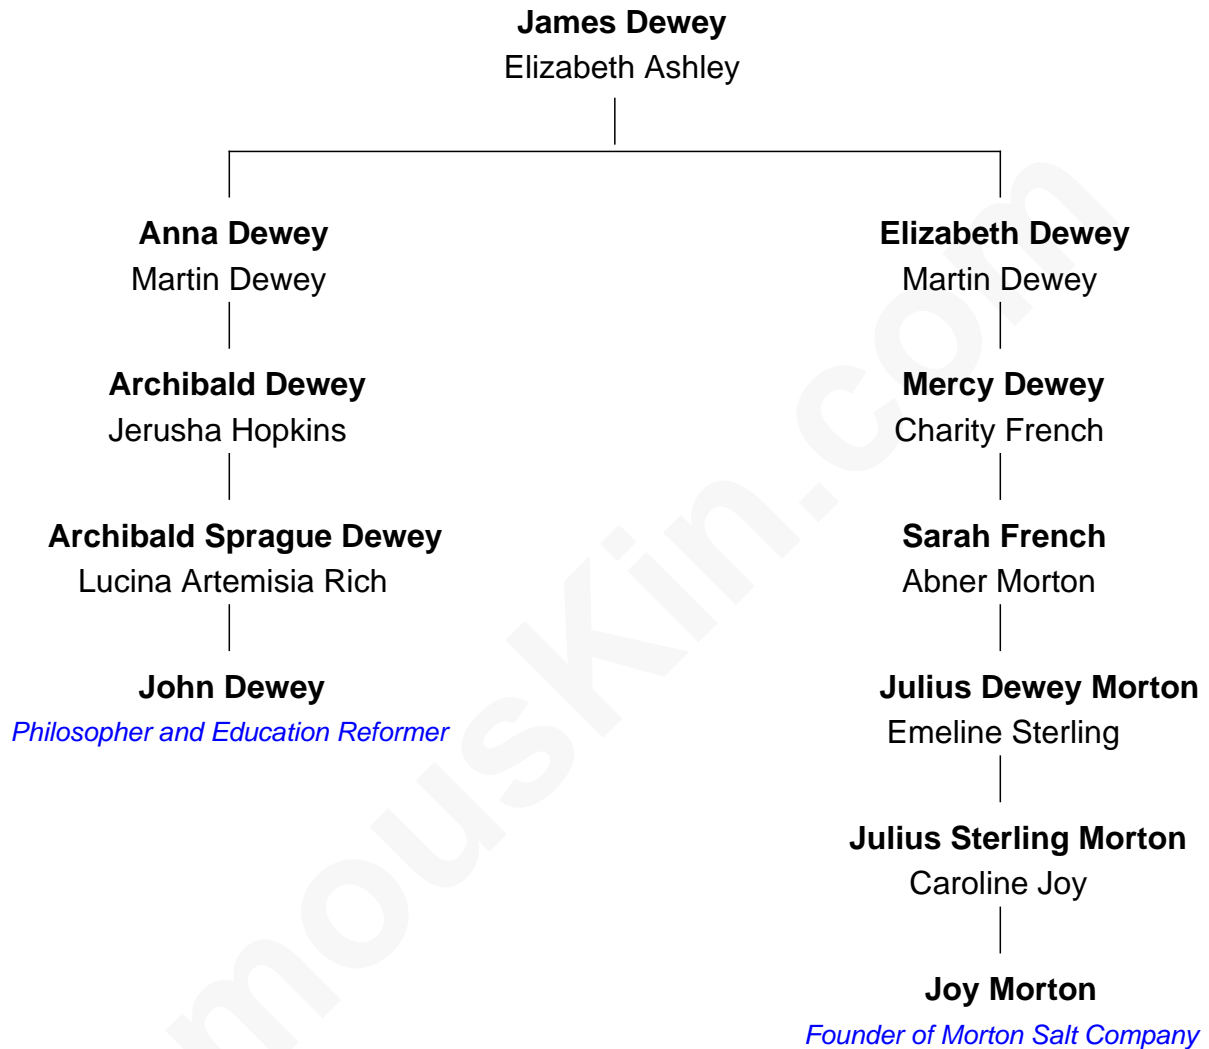 James Dewey
Elizabeth Ashley
Anna Dewey
Martin Dewey
Archibald Dewey
Jerusha Hopkins
Archibald Sprague Dewey
Lucina Artemisia Rich
John Dewey
Philosopher and Education Reformer
Elizabeth Dewey
Martin Dewey
Mercy Dewey
Charity French
Sarah French
Abner Morton
Julius Dewey Morton
Emeline Sterling
Julius Sterling Morton
Caroline Joy
Joy Morton
Founder of Morton Salt Company
mousKin.com